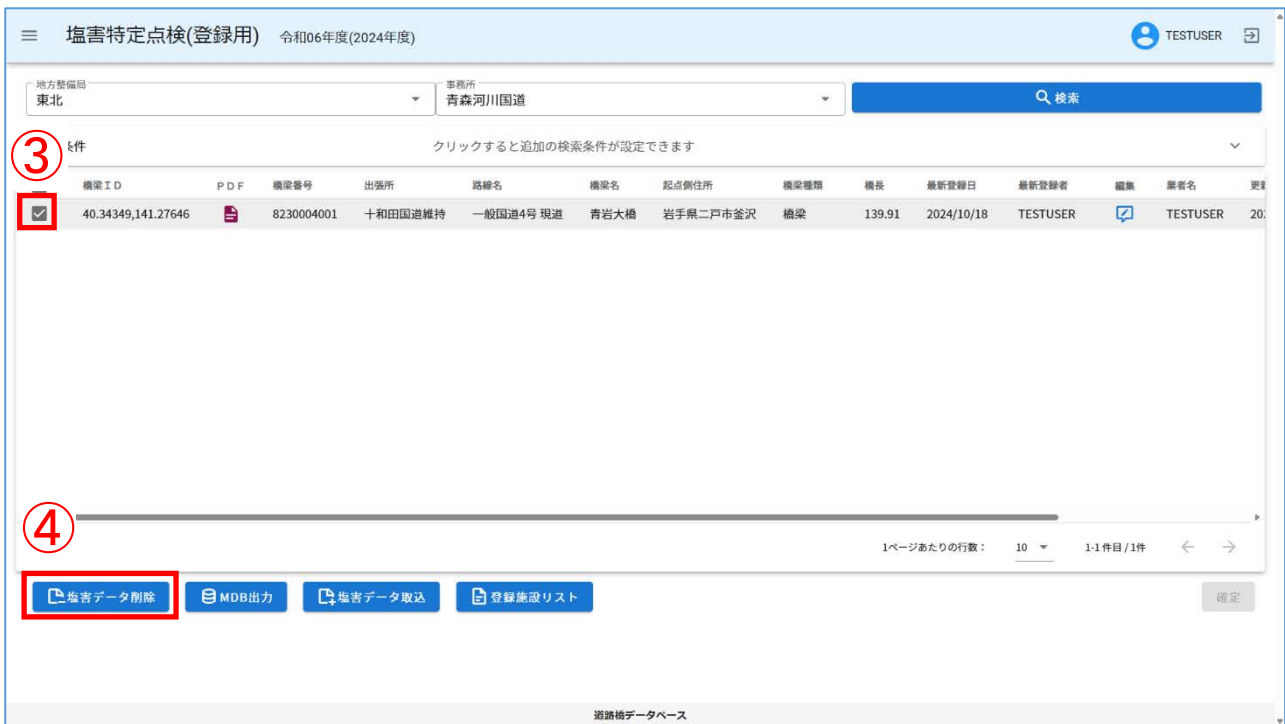 塩害特定点検(登録用) 令和06年度(2024年度) TESTUSER
地方整備局 事務所
東北 青森河川国道 検索
③ 条件 クリックすると追加の検索条件が設定できます
橋梁ID PDF 橋梁番号 出張所 路線名 橋梁名 起点側住所 橋梁種類 橋長 最新登録日 最新登録者 編集 業者名
40.34349,141.27646 8230004001 十和田国道維持 一般国道4号 現道 青岩大橋 岩手県二戸市釜沢 橋梁 139.91 2024/10/18 TESTUSER TESTUSER
④
1ページあたりの行数: 10 1-1 件目 / 1件
塩害データ削除 MDB出力 塩害データ取込 登録施設リスト 確定
道路橋データベース